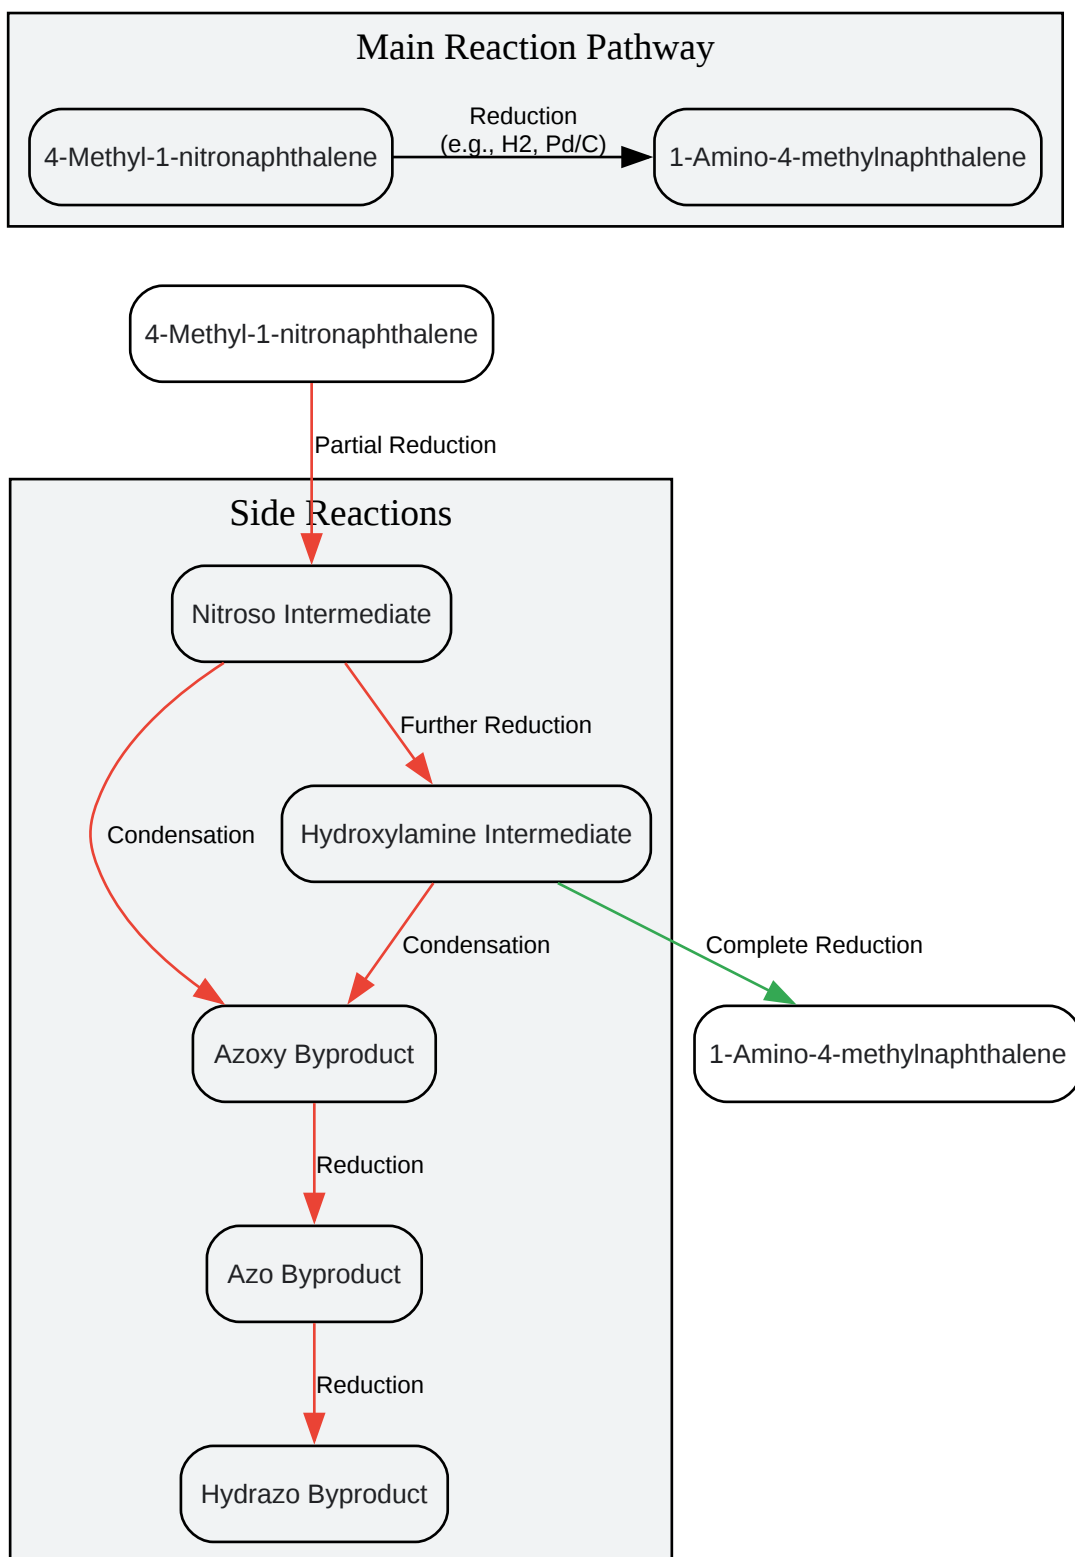 Main Reaction Pathway
4-Methyl-1-nitronaphthalene
Reduction
(e.g., H2, Pd/C)
1-Amino-4-methylnaphthalene
4-Methyl-1-nitronaphthalene
Partial Reduction
Side Reactions
Nitroso Intermediate
Further Reduction
Condensation
Hydroxylamine Intermediate
Condensation
Complete Reduction
Azoxy Byproduct
1-Amino-4-methylnaphthalene
Reduction
Azo Byproduct
Reduction
Hydrazo Byproduct